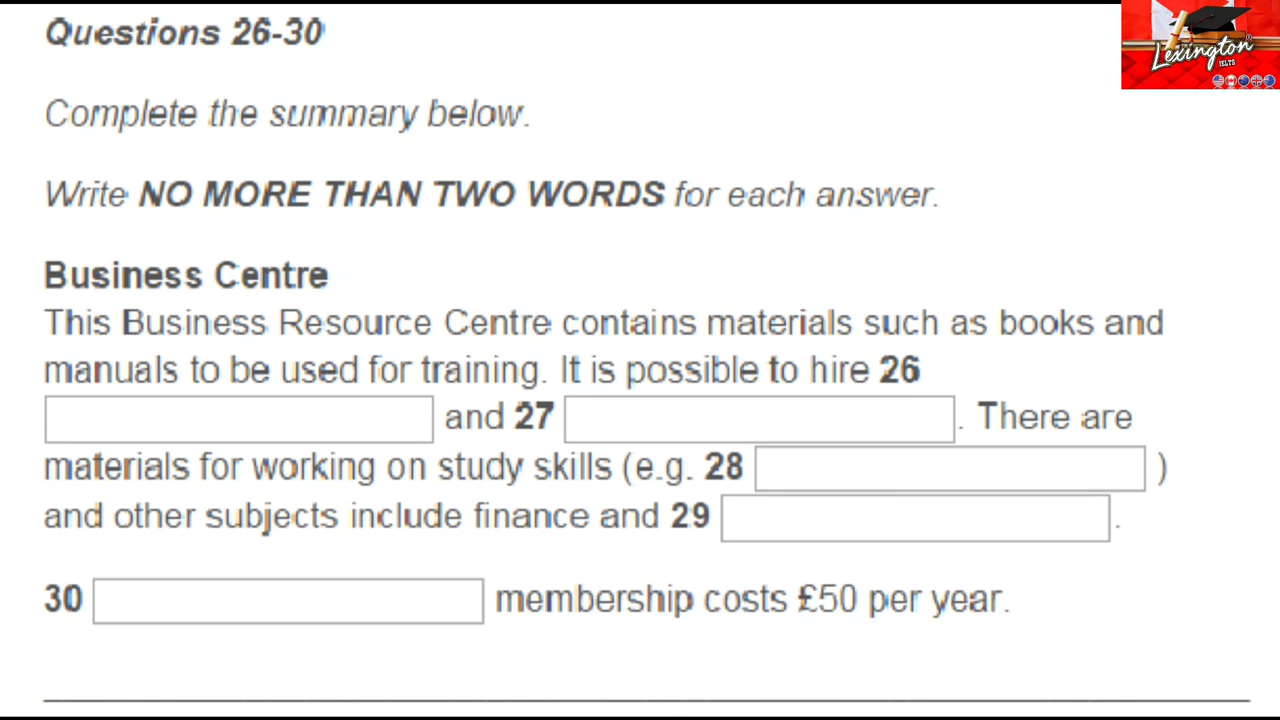 Questions 26-30
Lexington
IELTS
Complete the summary below.
Write NO MORE THAN TWO WORDS for each answer.
Business Centre
This Business Resource Centre contains materials such as books and
manuals to be used for training. It is possible to hire 26
and 27 . There are
materials for working on study skills (e.g. 28 )
and other subjects include finance and 29 .
30 membership costs £50 per year.